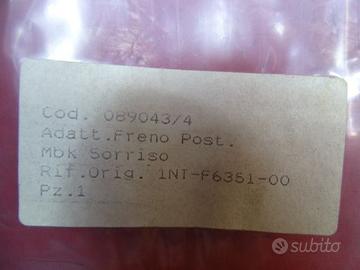 Cod. 089043/4
Adatt.Freno Post.
Mbk Sorriso
Rif.Orig. 1NT-F6351-00
Pz.1
subito